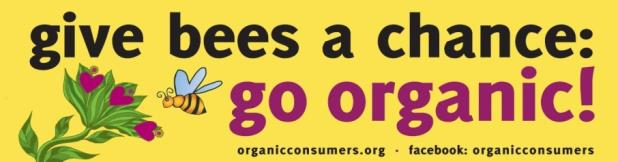 give bees a chance:
go organic!
organicconsumers.org · facebook: organicconsumers